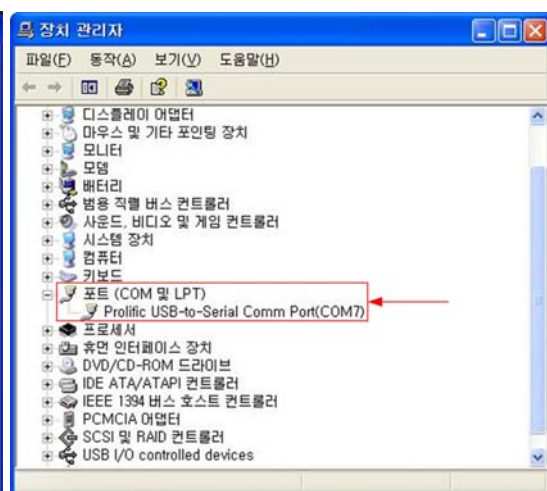 장치 관리자
파일(F) 동작(A) 보기(V) 도움말(H)
디스플레이 어댑터
마우스 및 기타 포인팅 장치
모니터
모뎀
배터리
범용 직렬 버스 컨트롤러
사운드, 비디오 및 게임 컨트롤러
시스템 장치
컴퓨터
키보드
포트 (COM 및 LPT)
Prolific USB-to-Serial Comm Port(COM7)
프로세서
휴먼 인터페이스 장치
DVD/CD-ROM 드라이브
IDE ATA/ATAPI 컨트롤러
IEEE 1394 버스 호스트 컨트롤러
PCMCIA 어댑터
SCSI 및 RAID 컨트롤러
USB I/O controlled devices